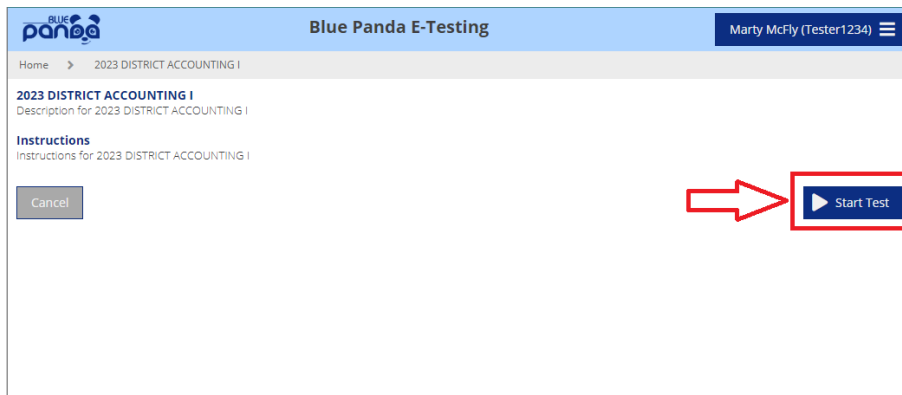 BLUE
panda
Blue Panda E-Testing
Marty McFly (Tester1234)
Home > 2023 DISTRICT ACCOUNTING I
2023 DISTRICT ACCOUNTING I
Description for 2023 DISTRICT ACCOUNTING I
Instructions
Instructions for 2023 DISTRICT ACCOUNTING I
Cancel
Start Test